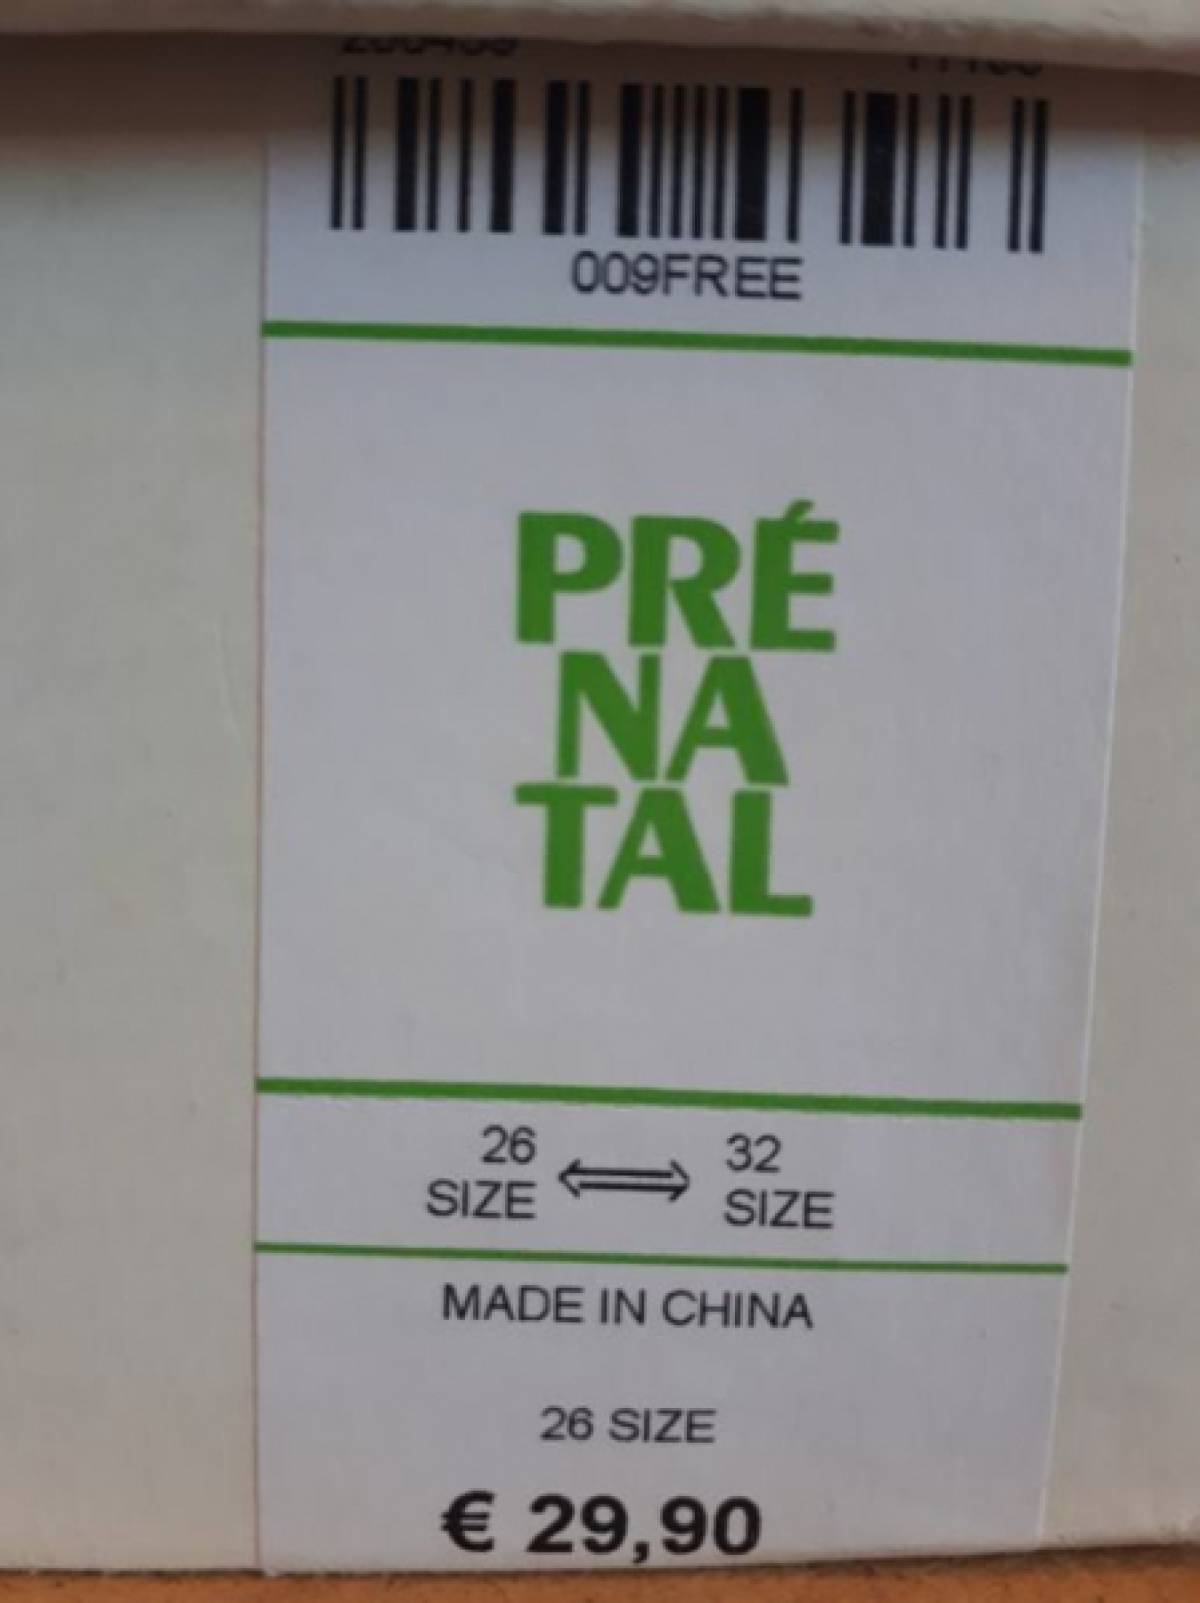 009FREE
PRÉ
NA
TAL
26 32
SIZE SIZE
MADE IN CHINA
26 SIZE
€ 29,90